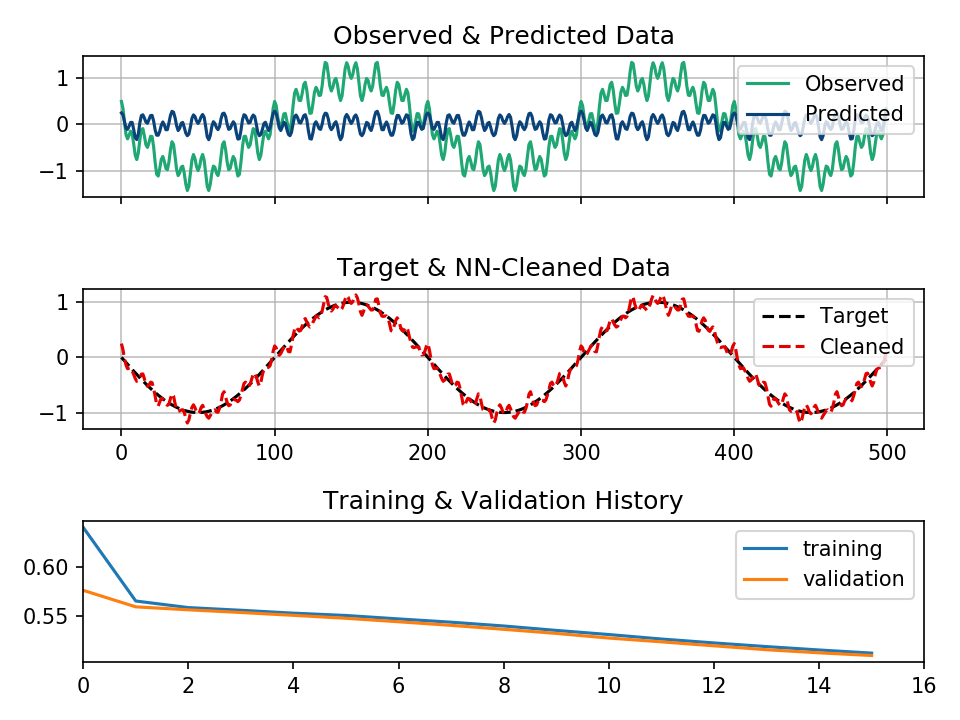 Observed & Predicted Data
1
0
−1
Observed
Predicted
Target & NN-Cleaned Data
1
0
−1
Target
Cleaned
0 100 200 300 400 500
Training & Validation History
0.60
0.55
training
validation
0 2 4 6 8 10 12 14 16